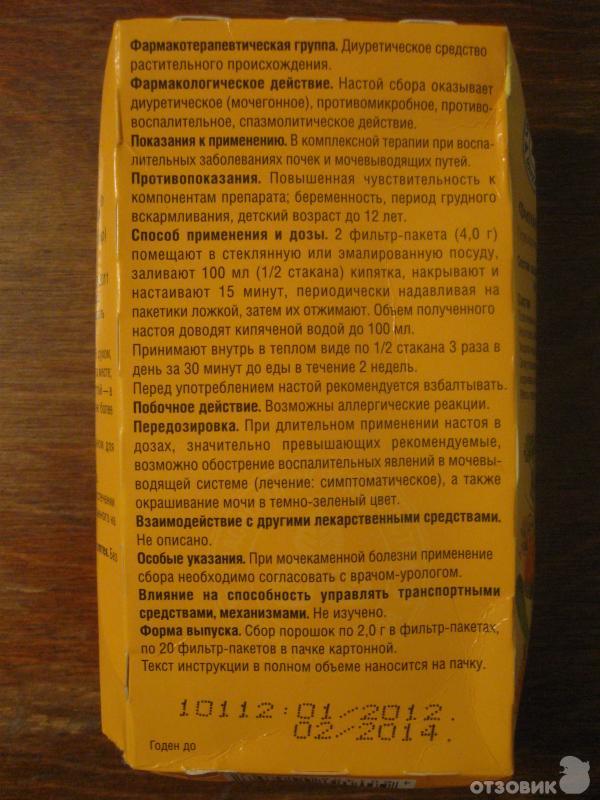 Фармакотерапевтическая группа. Диуретическое средство
растительного происхождения.
Фармакологическое действие. Настой сбора оказывает
диуретическое (мочегонное), противомикробное, противо-
воспалительное, спазмолитическое действие.
Показания к применению. В комплексной терапии при воспа-
лительных заболеваниях почек и мочевыводящих путей.
Противопоказания. Повышенная чувствительность к
компонентам препарата; беременность, период грудного
вскармливания, детский возраст до 12 лет.
Способ применения и дозы. 2 фильтр-пакета (4,0 г)
помещают в стеклянную или эмалированную посуду,
заливают 100 мл (1/2 стакана) кипятка, накрывают и
настаивают 15 минут, периодически надавливая на
пакетики ложкой, затем их отжимают. Объем полученного
настоя доводят кипяченой водой до 100 мл.
Принимают внутрь в теплом виде по 1/2 стакана 3 раза в
день за 30 минут до еды в течение 2 недель.
Перед употреблением настой рекомендуется взбалтывать.
Побочное действие. Возможны аллергические реакции.
Передозировка. При длительном применении настоя в
дозах, значительно превышающих рекомендуемые,
возможно обострение воспалительных явлений в мочевы-
водящей системе (лечение: симптоматическое), а также
окрашивание мочи в темно-зеленый цвет.
Взаимодействие с другими лекарственными средствами.
Не описано.
Особые указания. При мочекаменной болезни применение
сбора необходимо согласовать с врачом-урологом.
Влияние на способность управлять транспортными
средствами, механизмами. Не изучено.
Форма выпуска. Сбор порошок по 2,0 г в фильтр-пакетах,
по 20 фильтр-пакетов в пачке картонной.
Текст инструкции в полном объеме наносится на пачку.
10112:01/2012.
02/2014.
Годен до
отзовик